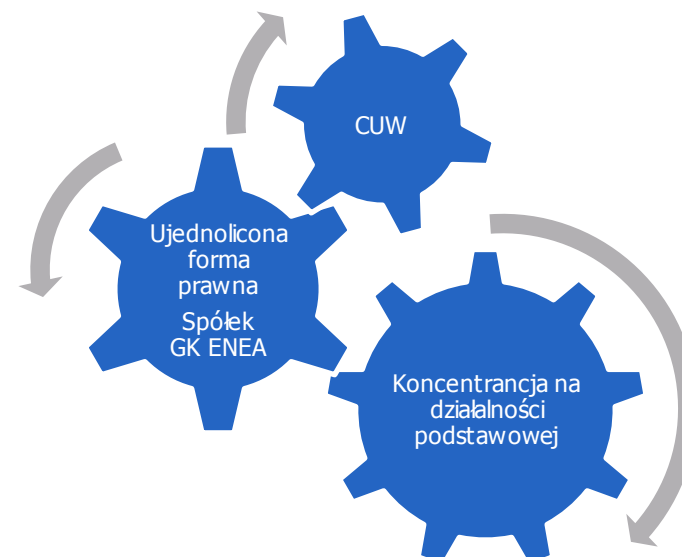 CUW
Ujednolicona
forma
prawna
Spółek
GK ENEA
Koncentrancja na
działalności
podstawowej